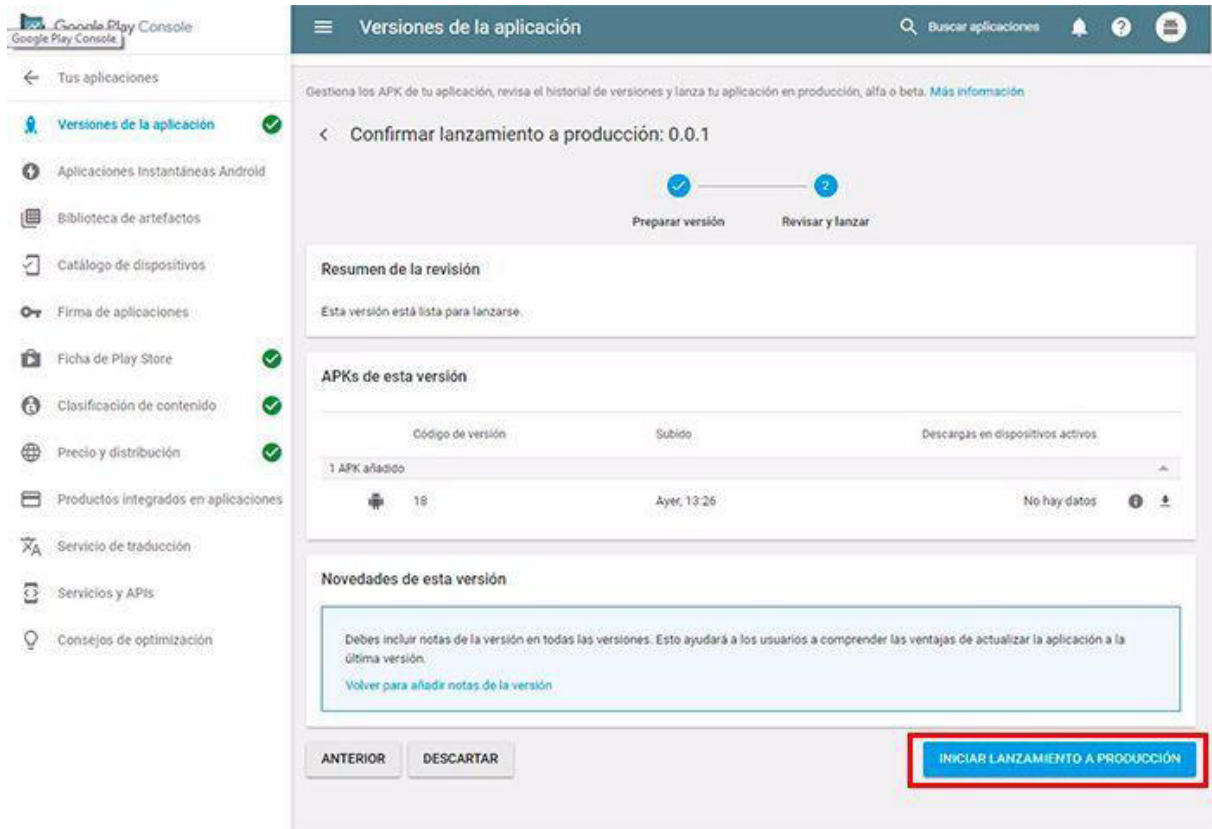 Google Play Console
Google Play Console
Versiones de la aplicación
Buscar aplicaciones
Tus aplicaciones
Versiones de la aplicación
Aplicaciones Instantáneas Android
Biblioteca de artefactos
Catálogo de dispositivos
Firma de aplicaciones
Ficha de Play Store
Clasificación de contenido
Precio y distribución
Productos integrados en aplicaciones
Servicio de traducción
Servicios y APIs
Consejos de optimización
Gestiona los APK de tu aplicación, revisa el historial de versiones y lanza tu aplicación en producción, alfa o beta. Más información
Confirmar lanzamiento a producción: 0.0.1
2
Preparar versión Revisar y lanzar
Resumen de la revisión
Esta versión está lista para lanzarse.
APKs de esta versión
Código de versión Subido Descargas en dispositivos activos
1 APK añadido
18 Ayer, 13:26 No hay datos
Novedades de esta versión
Debes incluir notas de la versión en todas las versiones. Esto ayudará a los usuarios a comprender las ventajas de actualizar la aplicación a la
última versión.
Volver para añadir notas de la versión
ANTERIOR DESCARTAR INICIAR LANZAMIENTO A PRODUCCIÓN